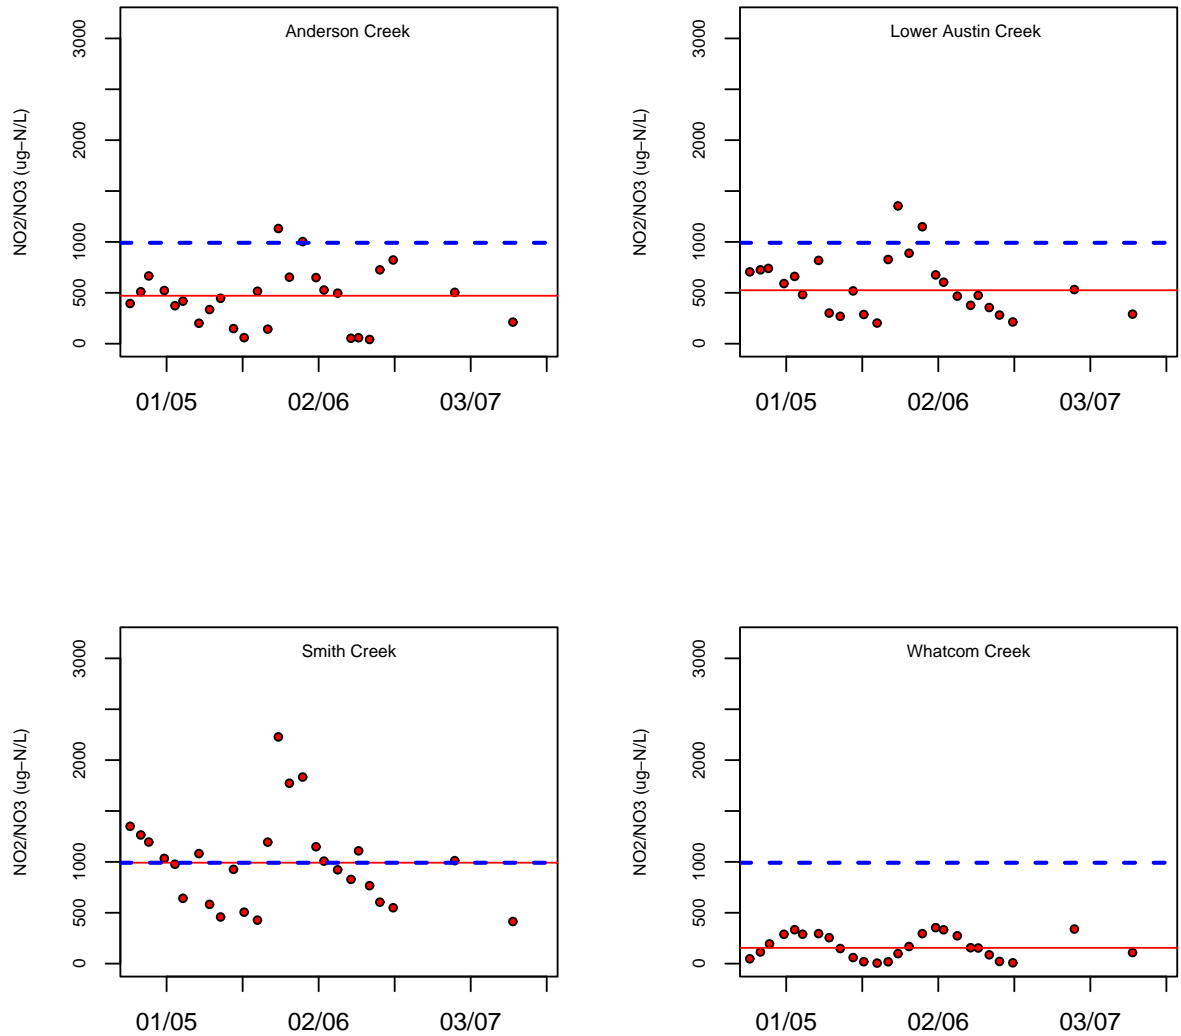 Anderson Creek
NO2/NO3 (ug−N/L)
3000
2000
1000
500
0
01/05 02/06 03/07
Lower Austin Creek
NO2/NO3 (ug−N/L)
3000
2000
1000
500
0
01/05 02/06 03/07
Smith Creek
NO2/NO3 (ug−N/L)
3000
2000
1000
500
0
01/05 02/06 03/07
Whatcom Creek
NO2/NO3 (ug−N/L)
3000
2000
1000
500
0
01/05 02/06 03/07